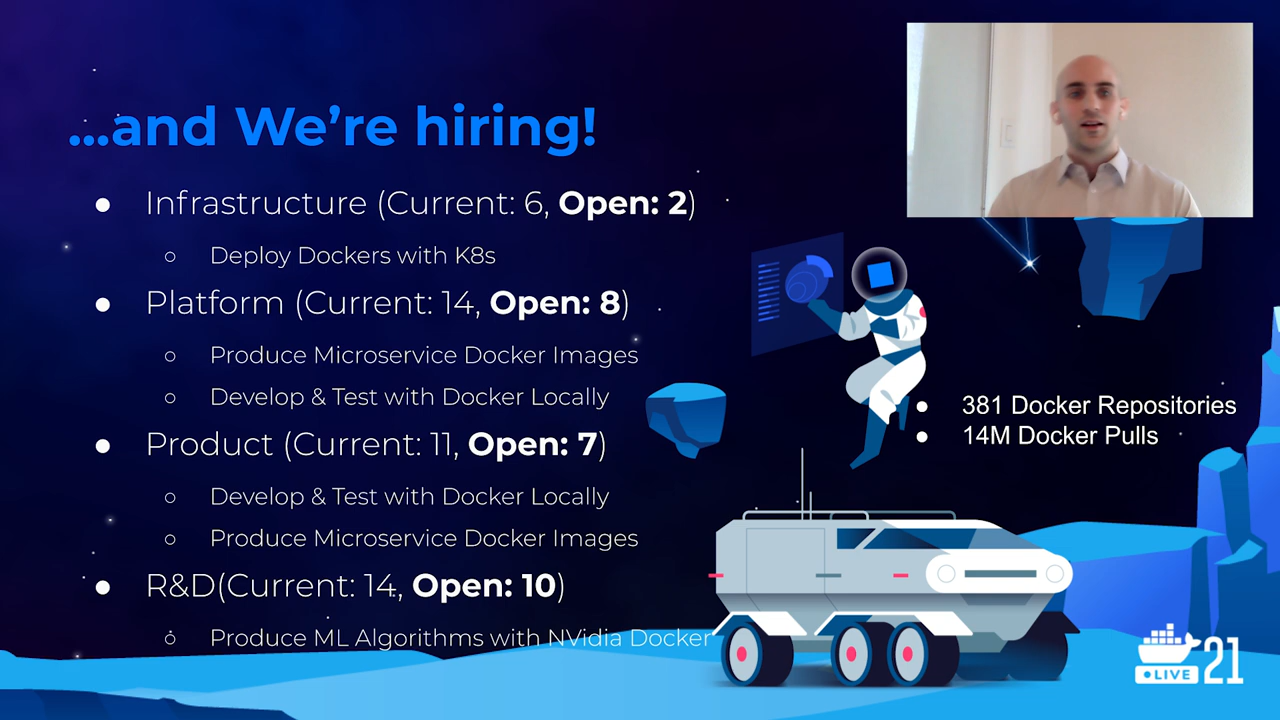 ...and We're hiring!
● Infrastructure (Current: 6, Open: 2)
○ Deploy Dockers with K8s
● Platform (Current: 14, Open: 8)
○ Produce Microservice Docker Images
○ Develop & Test with Docker Locally
● Product (Current: 11, Open: 7)
○ Develop & Test with Docker Locally
○ Produce Microservice Docker Images
● R&D(Current: 14, Open: 10)
○ Produce ML Algorithms with NVidia Docker
● 381 Docker Repositories
● 14M Docker Pulls
LIVE 21